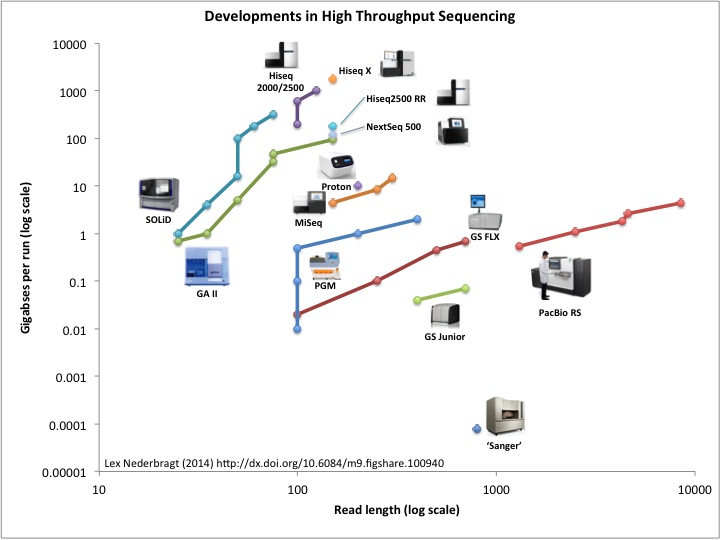 Developments in High Throughput Sequencing
Gigabses per run (log scale)
10000
1000
100
10
1
0.1
0.01
0.001
0.0001
0.00001
Hiseq
2000/2500
Hiseq X
Hiseq2500 RR
NextSeq 500
Proton
MiSeq
SOLiD
GS FLX
GA II
PGM
PacBio RS
GS Junior
‘Sanger’
Lex Nederbragt (2014) http://dx.doi.org/10.6084/m9.figshare.100940
10
100
1000
10000
Read length (log scale)